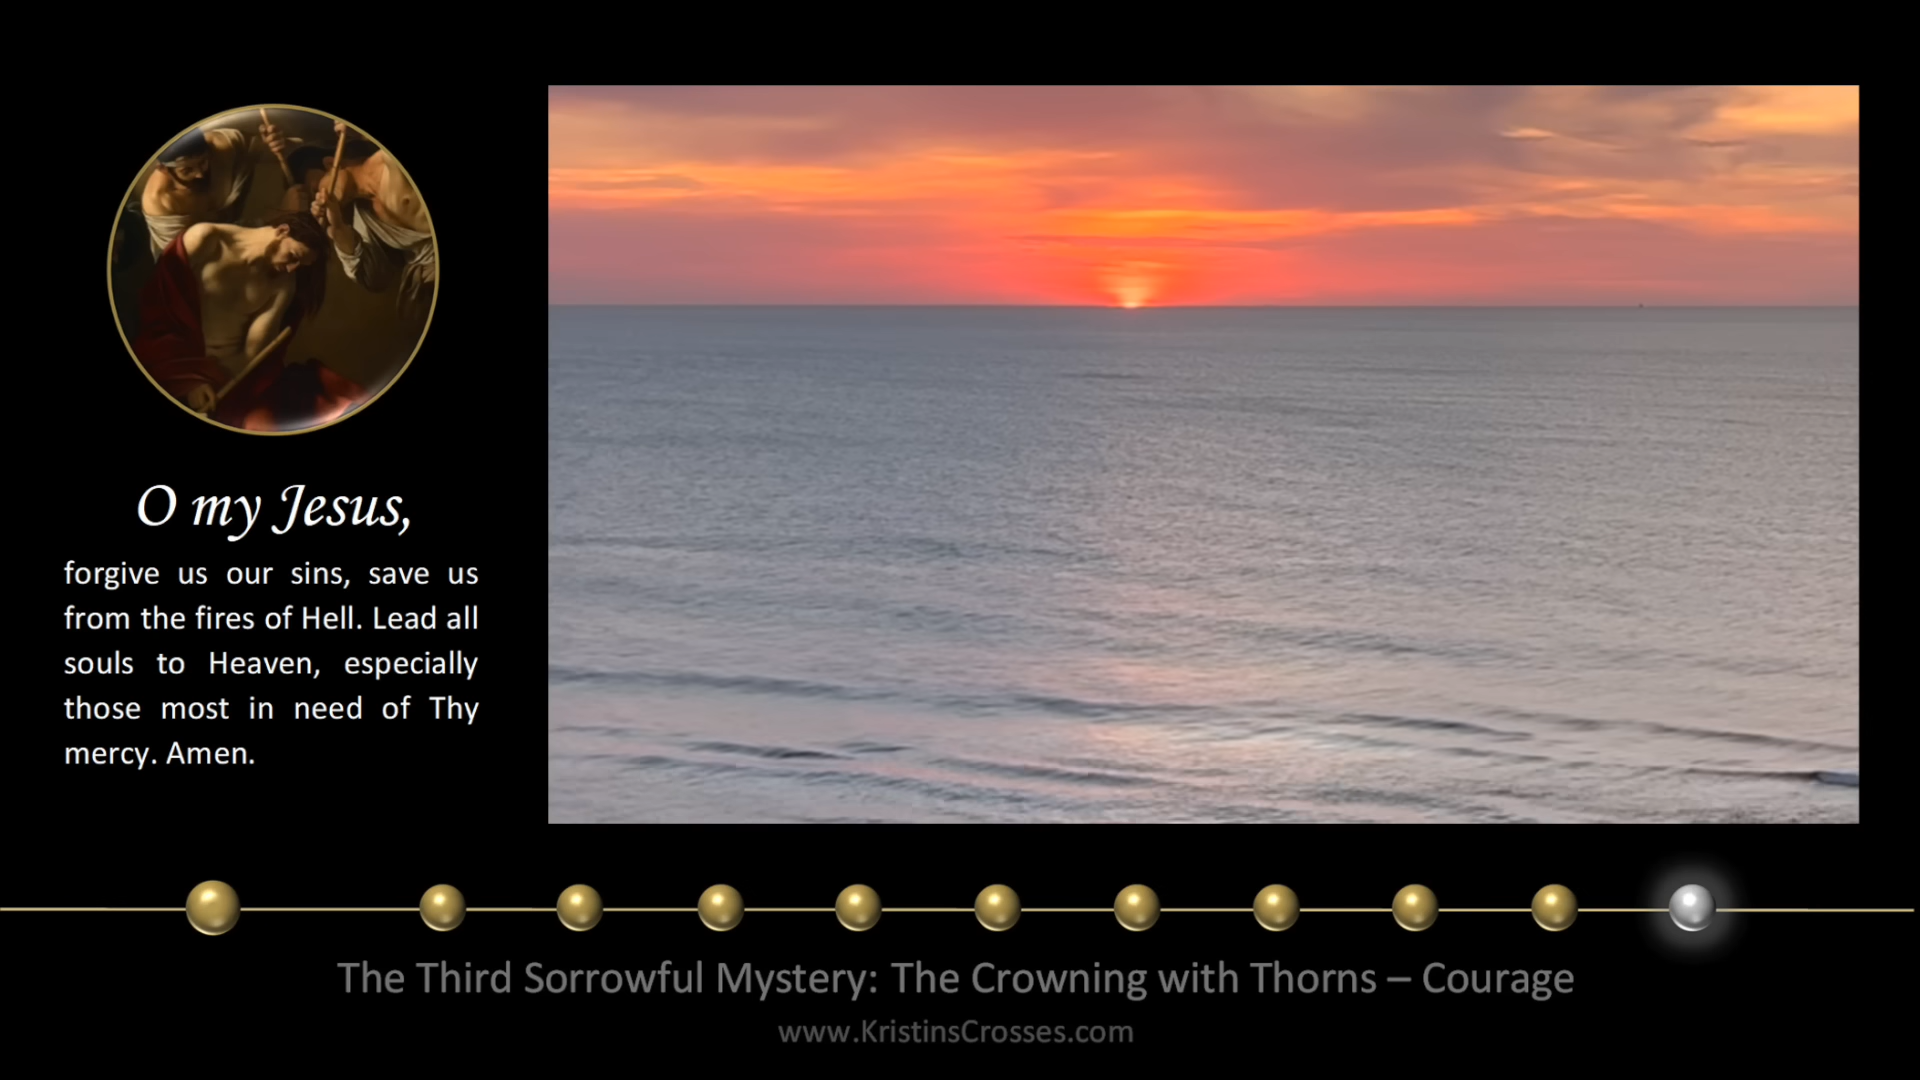 O my Jesus,
forgive us our sins, save us
from the fires of Hell. Lead all
souls to Heaven, especially
those most in need of Thy
mercy. Amen.
The Third Sorrowful Mystery: The Crowning with Thorns – Courage
www.KristinsCrosses.com